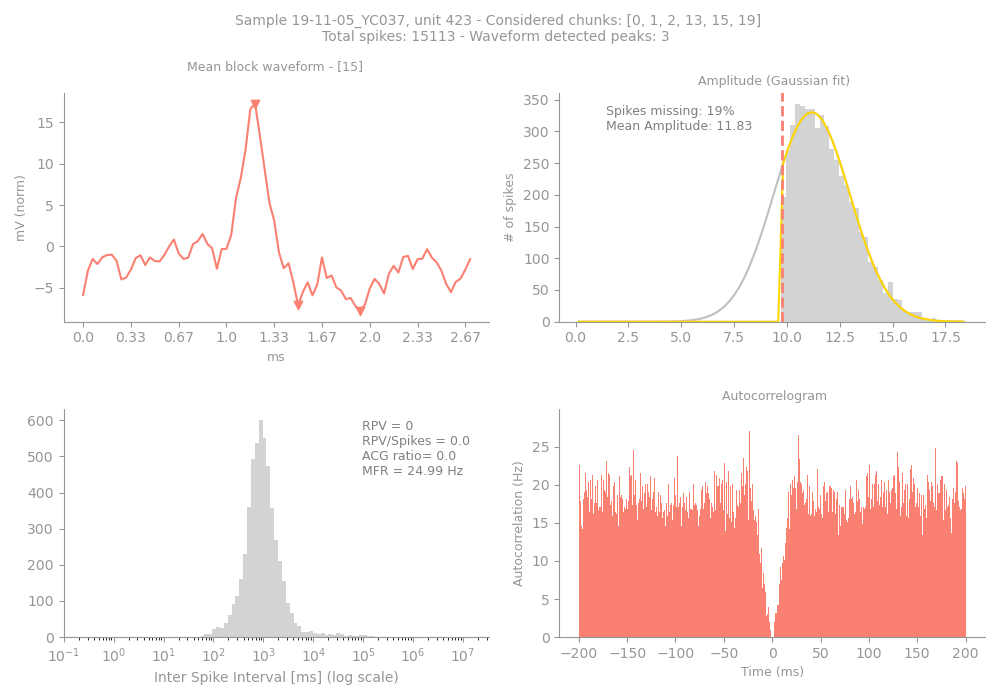 Sample 19-11-05_YC037, unit 423 - Considered chunks: [0, 1, 2, 13, 15, 19]
Total spikes: 15113 - Waveform detected peaks: 3
Mean block waveform - [15]
mV (norm)
15
10
5
0
−5
0.0 0.33 0.67 1.0 1.33 1.67 2.0 2.33 2.67
ms
Amplitude (Gaussian fit)
Spikes missing: 19%
Mean Amplitude: 11.83
# of spikes
350
300
250
200
150
100
50
0
0.0 2.5 5.0 7.5 10.0 12.5 15.0 17.5
RPV = 0
RPV/Spikes = 0.0
ACG ratio= 0.0
MFR = 24.99 Hz
600
500
400
300
200
100
0
10⁻¹ 10⁰ 10¹ 10² 10³ 10⁴ 10⁵ 10⁶ 10⁷
Inter Spike Interval [ms] (log scale)
Autocorrelogram
Autocorrelation (Hz)
25
20
15
10
5
0
−200 −150 −100 −50 0 50 100 150 200
Time (ms)